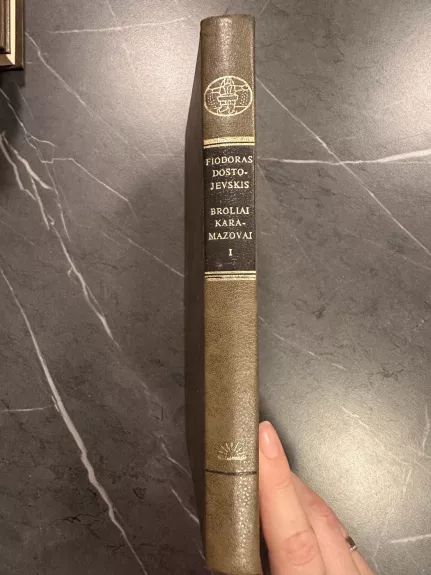 FIODORAS
DOSTO-
JEVSKIS
BROLIAI
KARA-
MAZOVAI
I